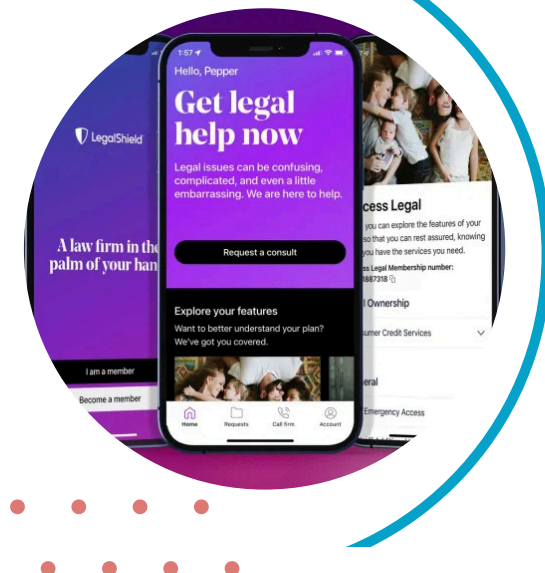 LegalShield
A law firm in the
palm of your han
I am a member
Become a member
1:57
Hello, Pepper
Get legal
help now
Legal issues can be confusing,
complicated, and even a little
embarrassing. We are here to help.
Request a consult
Explore your features
Want to better understand your plan?
We've got you covered.
Home
Requests
Call firm
Account
cess Legal
you can explore the features of your
so that you can rest assured, knowing
you have the services you need.
ss Legal Membership number:
1887318
l Ownership
umer Credit Services
eral
Emergency Access